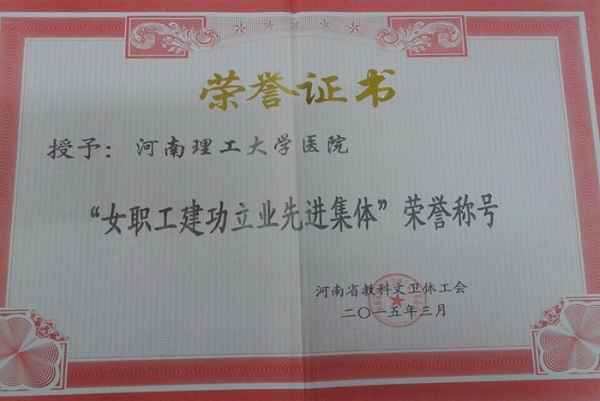 荣誉证书
授予：河南理工大学医院
“女职工建功立业先进集体”荣誉称号
河南省教科文卫体工会
二〇一五年三月